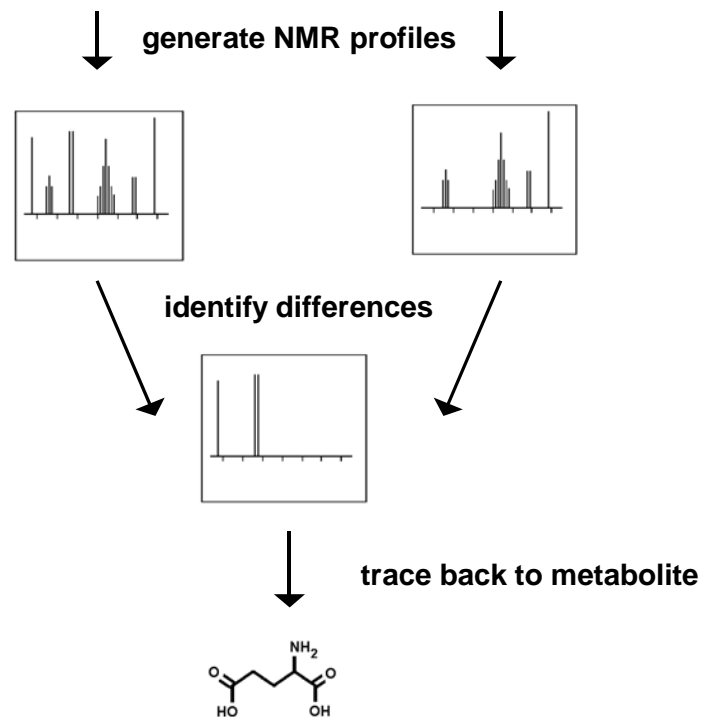 generate NMR profiles
identify differences
trace back to metabolite
NH2
O
O
HO
OH